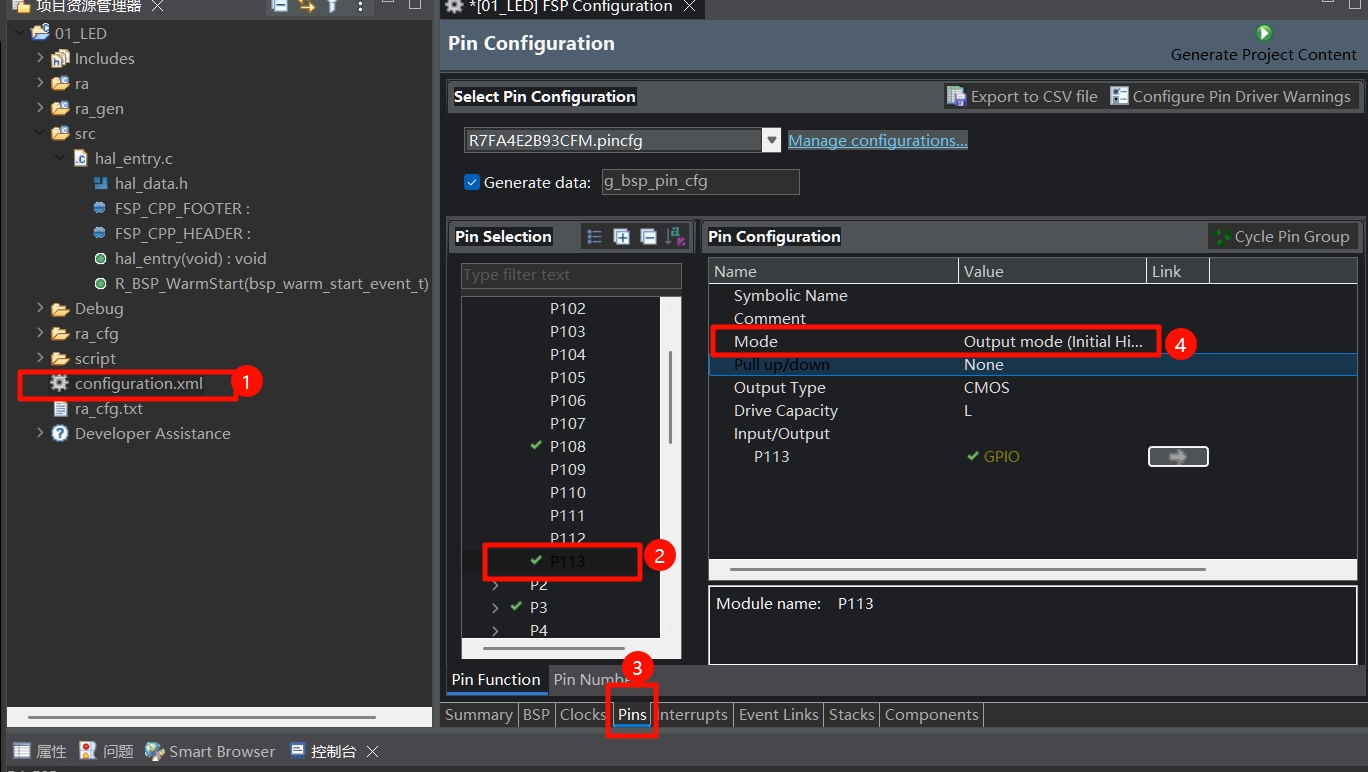 项目资源管理器
01_LED
Includes
ra
ra_gen
src
hal_entry.c
hal_data.h
FSP_CPP_FOOTER :
FSP_CPP_HEADER :
hal_entry(void) : void
R_BSP_WarmStart(bsp_warm_start_event_t)
Debug
ra_cfg
script
configuration.xml
1
ra_cfg.txt
Developer Assistance
*[01_LED] FSP Configuration
Pin Configuration
Generate Project Content
Select Pin Configuration
Export to CSV file
Configure Pin Driver Warnings
R7FA4E2B93CFM.pincfg
Manage configurations...
Generate data:
g_bsp_pin_cfg
Pin Selection
Type filter text
P102
P103
P104
P105
P106
P107
P108
P109
P110
P111
P112
P113
2
P2
P3
P4
Pin Configuration
Cycle Pin Group
Name Value Link
Symbolic Name
Comment
Mode Output mode (Initial Hi...
4
Pull up/down None
Output Type CMOS
Drive Capacity L
Input/Output
P113 GPIO
Module name: P113
Pin Function Pin Numbe
3
Summary BSP Clocks Pins nterrupts Event Links Stacks Components
属性 问题 Smart Browser 控制台